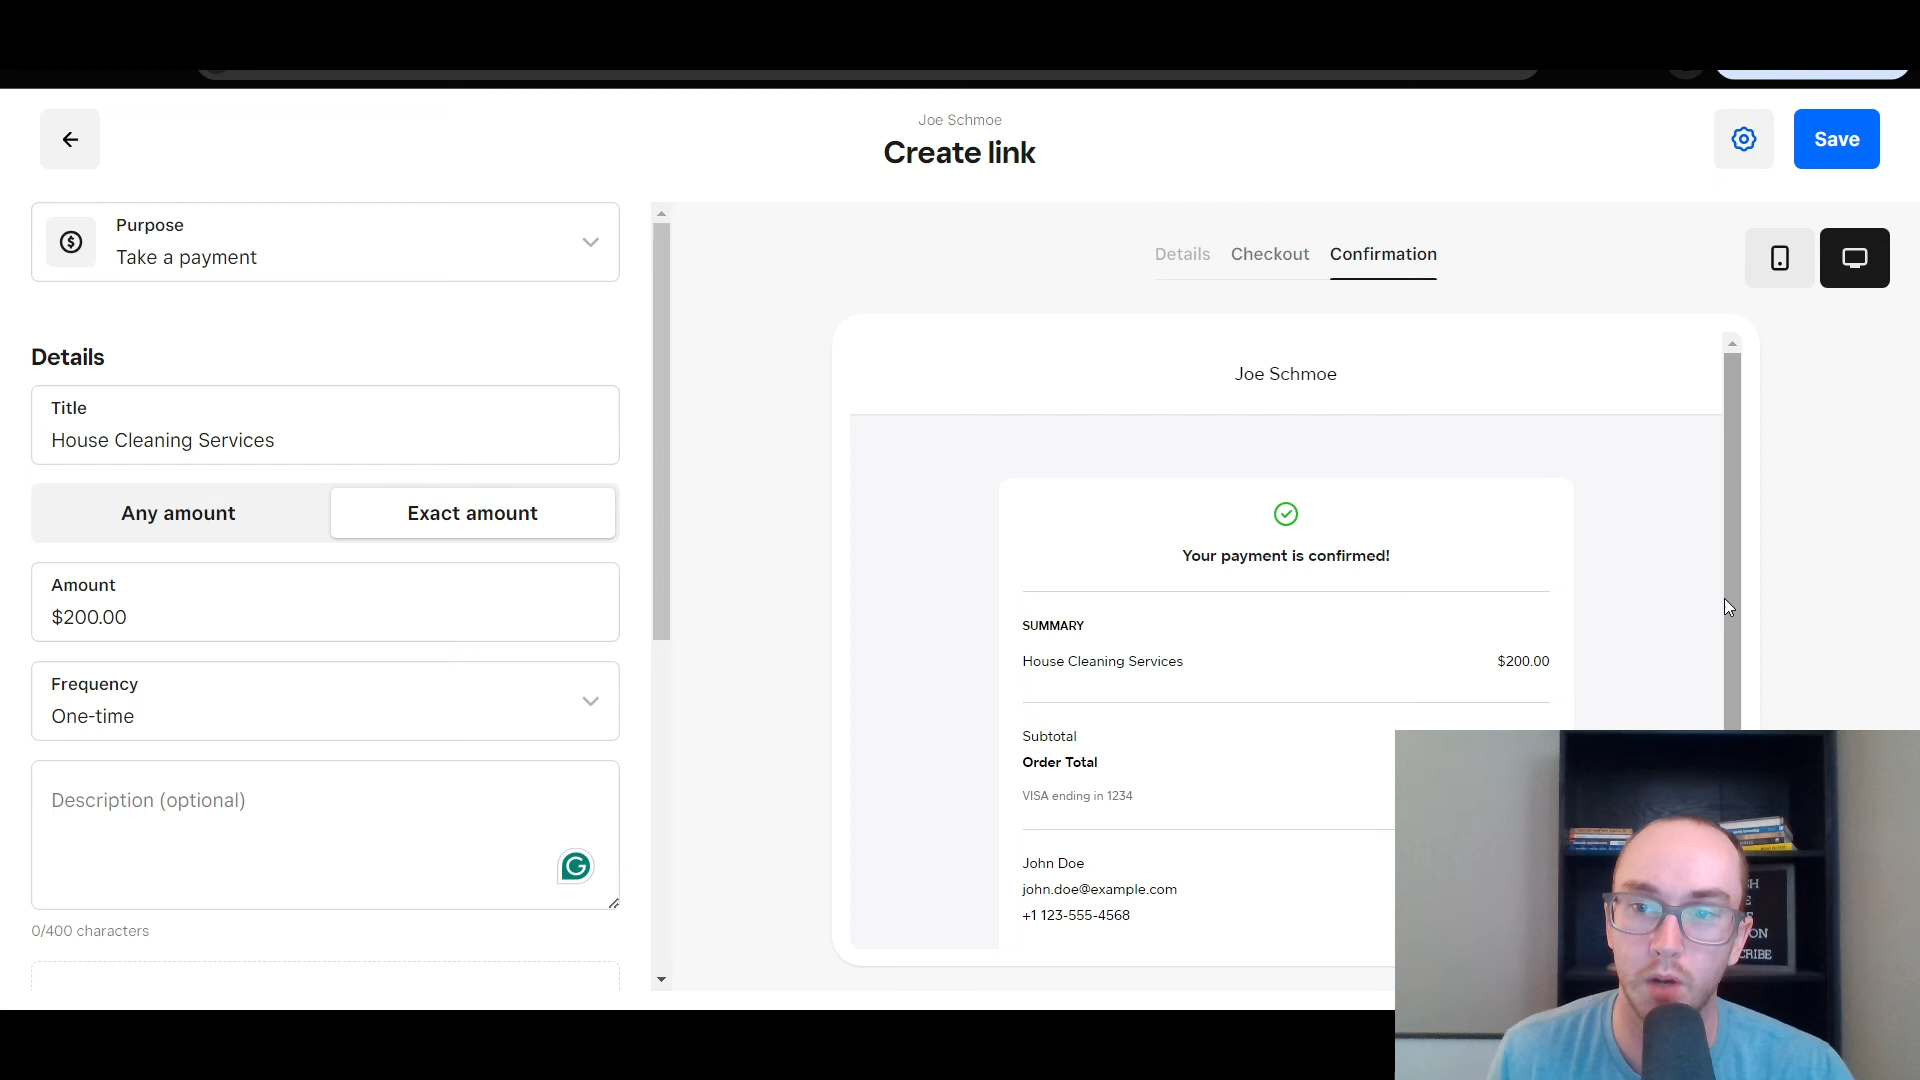 Joe Schmoe
Create link
Save
Purpose
Take a payment
Details
Title
House Cleaning Services
Any amount
Exact amount
Amount
$200.00
Frequency
One-time
Description (optional)
0/400 characters
Details
Checkout
Confirmation
Joe Schmoe
Your payment is confirmed!
SUMMARY
House Cleaning Services
$200.00
Subtotal
Order Total
VISA ending in 1234
John Doe
john.doe@example.com
+1 123-555-4568